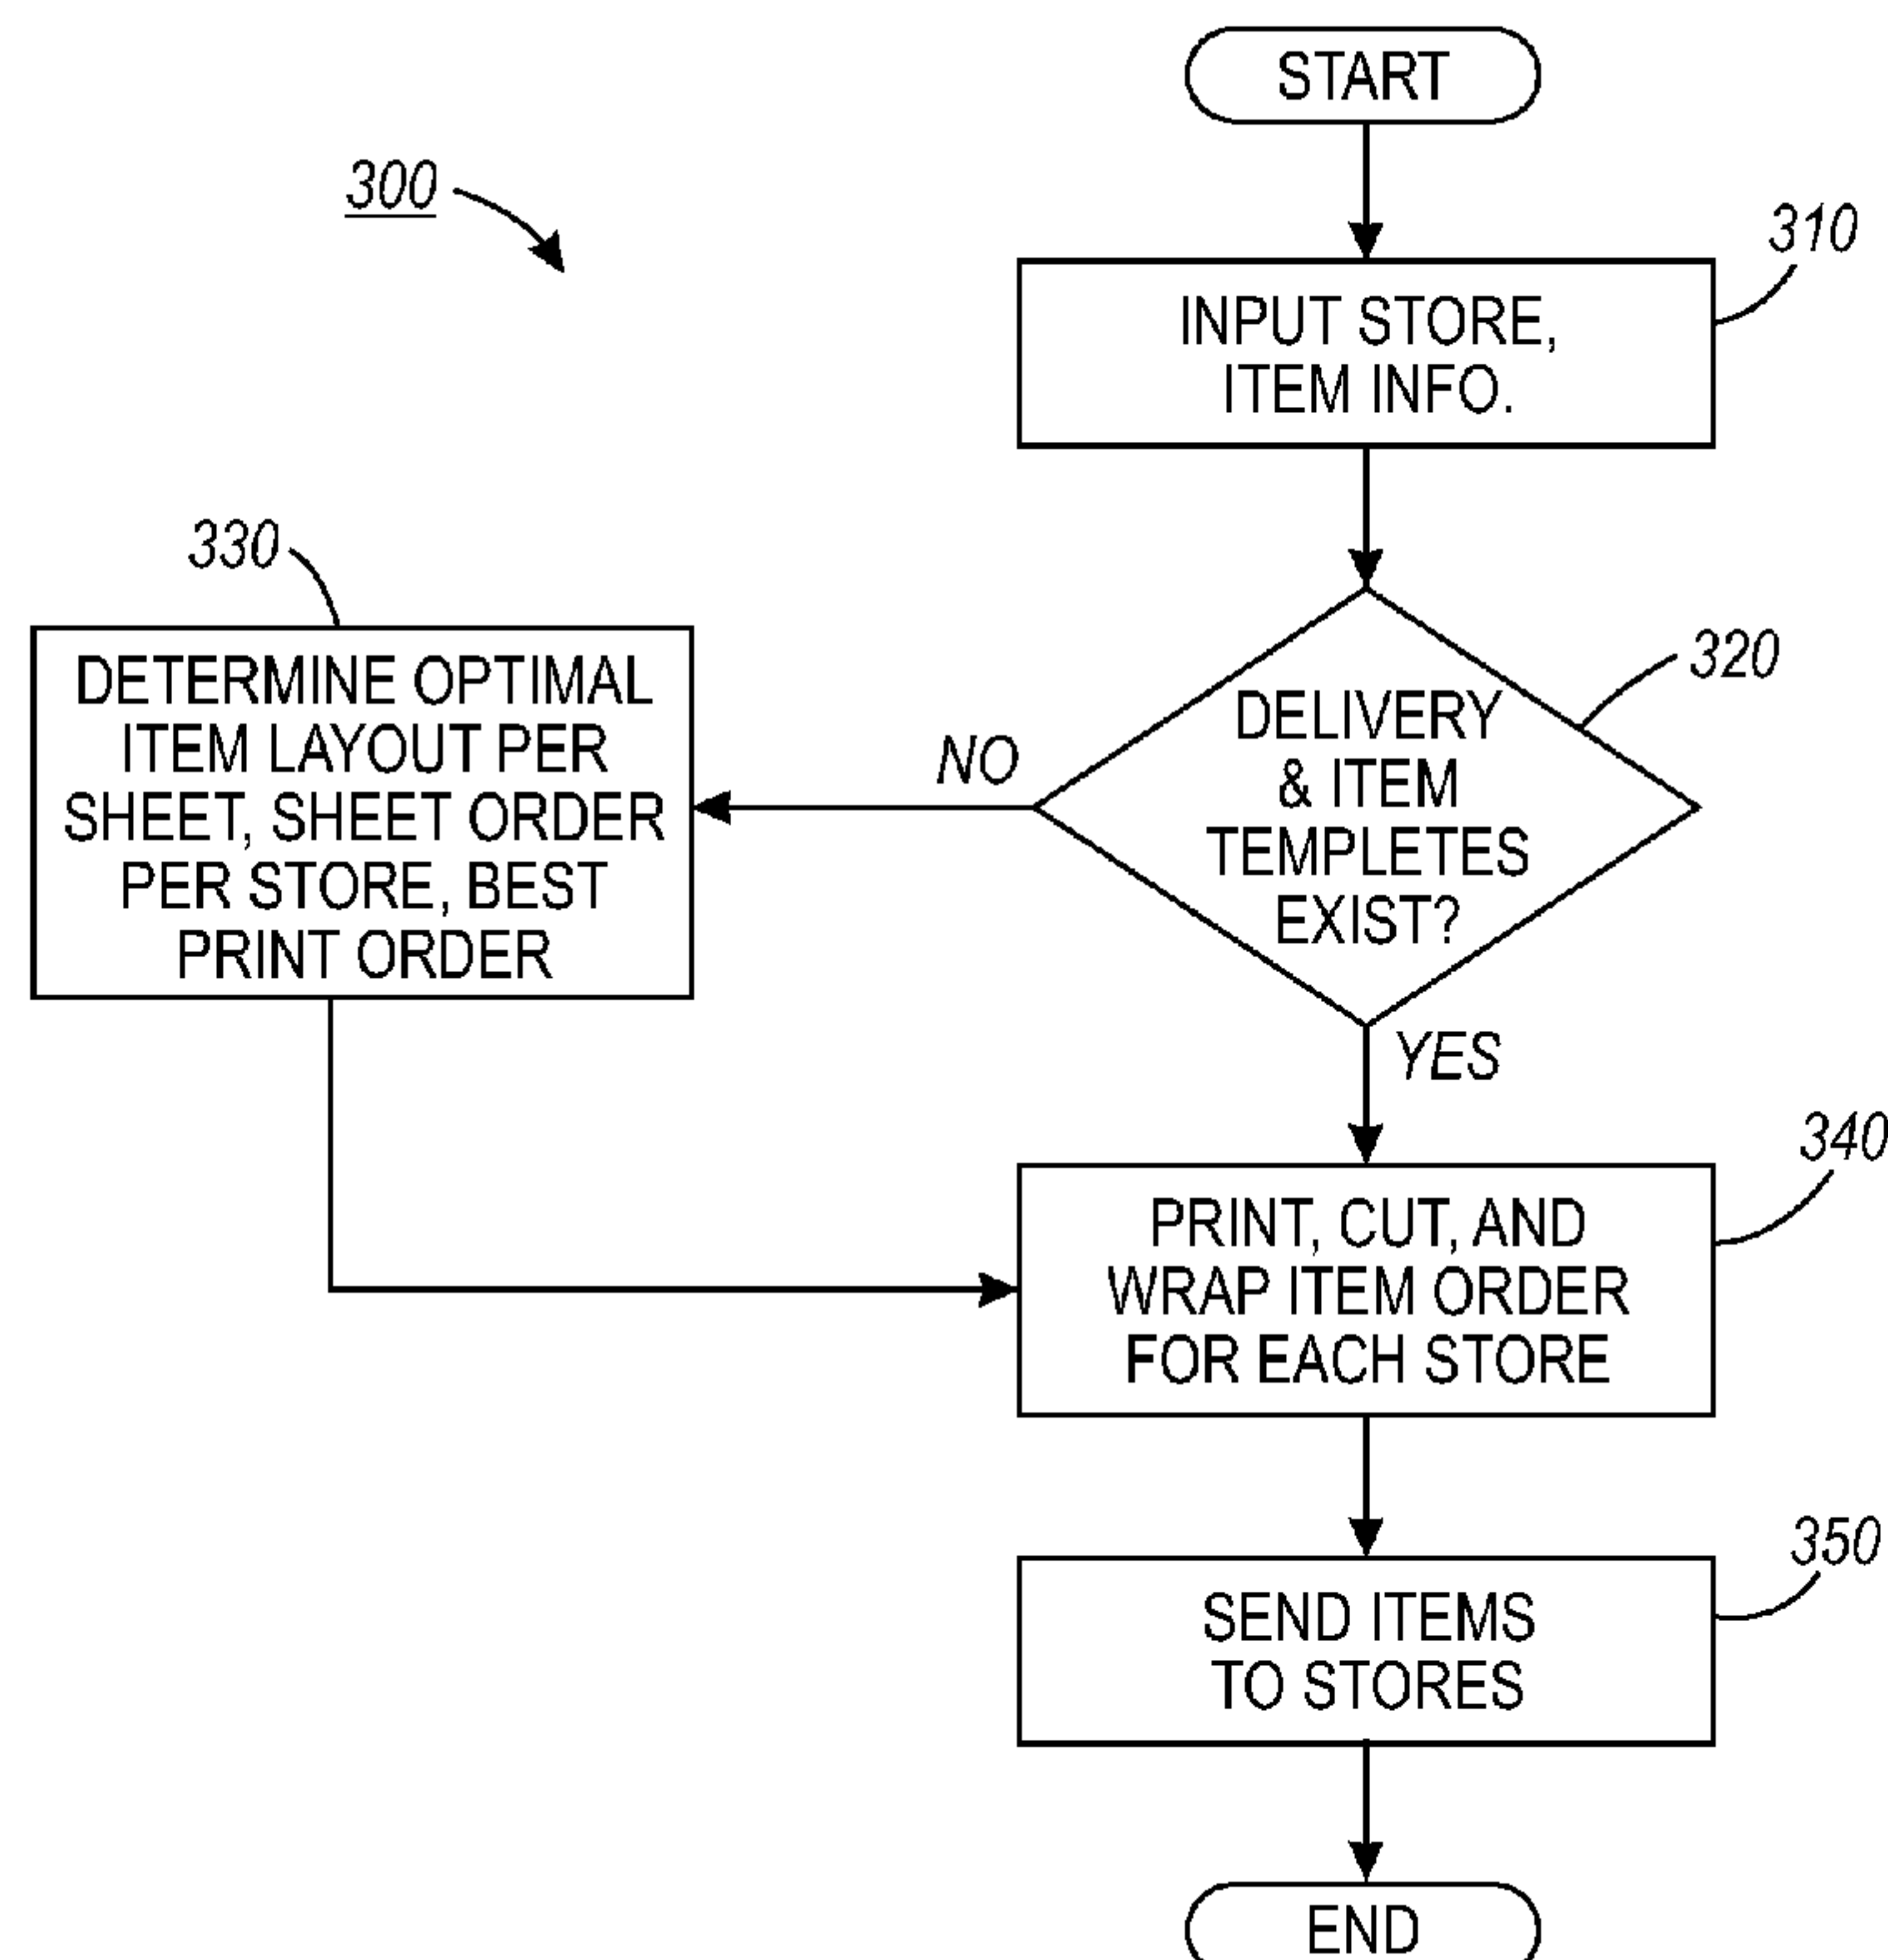 START
300
310
INPUT STORE,
ITEM INFO.
330
320
DETERMINE OPTIMAL
ITEM LAYOUT PER
SHEET, SHEET ORDER
PER STORE, BEST
PRINT ORDER
NO
DELIVERY
& ITEM
TEMPLETES
EXIST?
YES
340
PRINT, CUT, AND
WRAP ITEM ORDER
FOR EACH STORE
350
SEND ITEMS
TO STORES
END